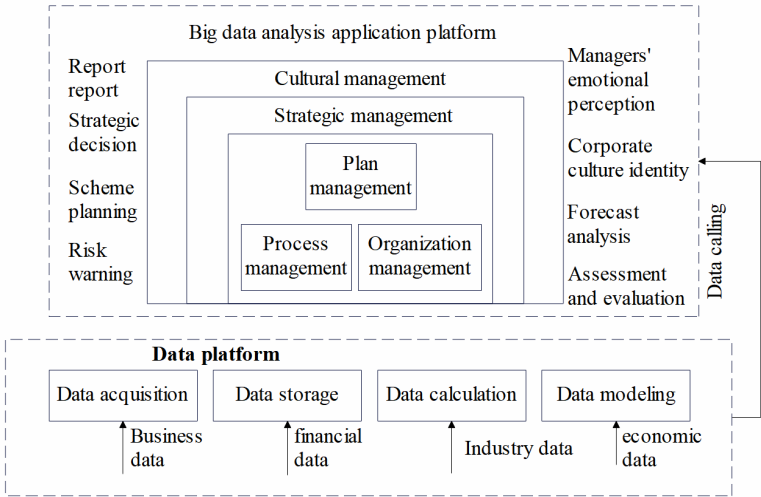 Big data analysis application platform
Report
report
Strategic
decision
Scheme
planning
Risk
warning
Cultural management
Strategic management
Plan
management
Process
management
Organization
management
Managers'
emotional
perception
Corporate
culture identity
Forecast
analysis
Assessment
and evaluation
Data calling
Data platform
Data acquisition
Data storage
Data calculation
Data modeling
Business
data
financial
data
Industry data
economic
data